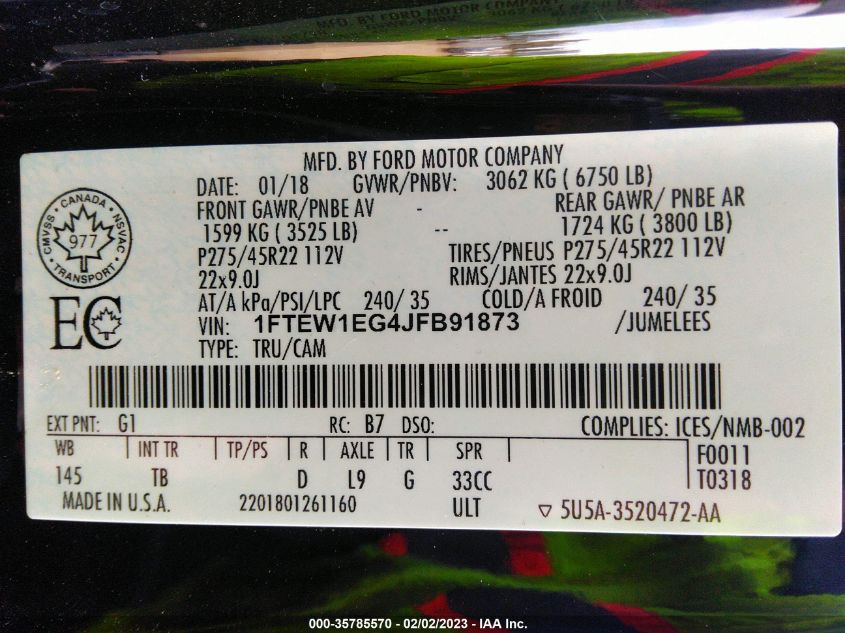 MFD. BY FORD MOTOR COMPANY
DATE: 01/18 GVWR/PNBV: 3062 KG ( 6750 LB)
FRONT GAWR/PNBE AV - REAR GAWR/ PNBE AR
1599 KG ( 3525 LB) -- 1724 KG ( 3800 LB)
P275/45R22 112V TIRES/PNEUS P275/45R22 112V
22x9.0J RIMS/JANTES 22x9.0J
AT/A kPa/PSI/LPC 240/ 35 COLD/A FROID 240/ 35
VIN: 1FTEW1EG4JFB91873 /JUMELEES
TYPE: TRU/CAM
CANADA
CMVSS NSVAC
977
TRANSPORT
EC
EXT PNT: G1 RC: B7 DSO: COMPLIES: ICES/NMB-002
WB INT TR TP/PS R AXLE TR SPR F0011
145 TB D L9 G 33CC T0318
MADE IN U.S.A. 2201801261160 ULT ▽ 5U5A-3520472-AA
000-35785570 - 02/02/2023 - IAA Inc.